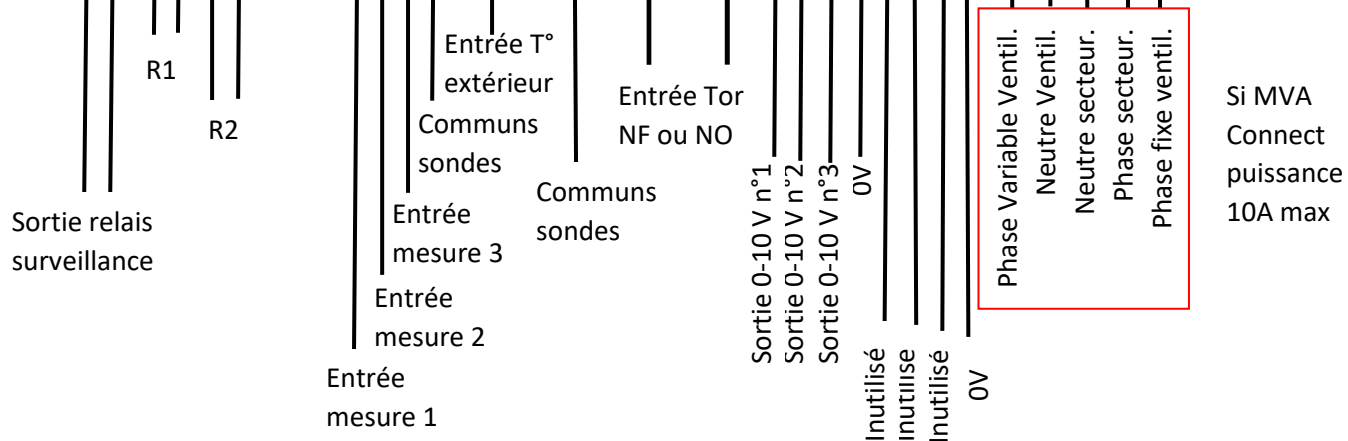 R1
R2
Sortie relais
surveillance
Entrée T°
extérieur
Communs
sondes
Entrée
mesure 3
Entrée
mesure 2
Entrée
mesure 1
Communs
sondes
Entrée Tor
NF ou NO
Sortie 0-10 V n°1
Sortie 0-10 V n°2
Sortie 0-10 V n°3
0V
Inutilisé
Inutilise
Inutilisé
0V
Phase Variable Ventil.
Neutre Ventil.
Neutre secteur.
Phase secteur.
Phase fixe ventil.
Si MVA
Connect
puissance
10A max